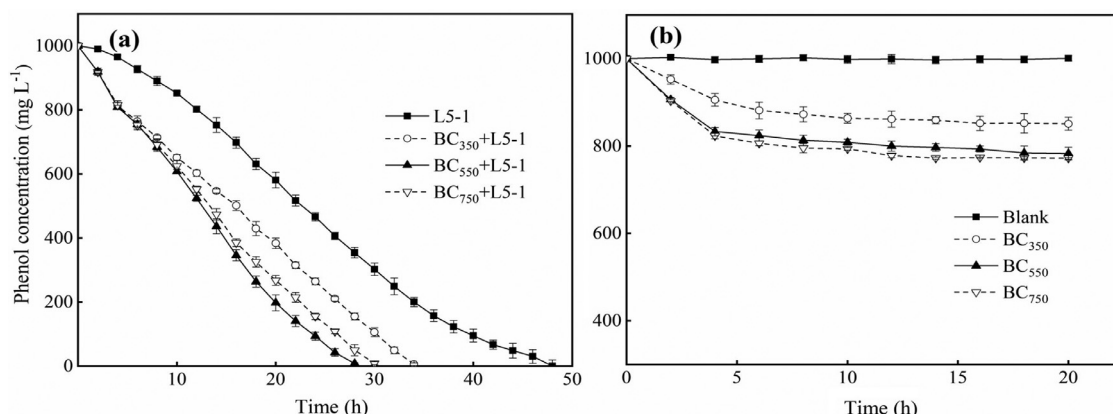 (a)
Phenol concentration (mg L⁻¹)
1000
800
600
400
200
0
10
20
30
40
50
Time (h)
L5-1
BC₃₅₀+L5-1
BC₅₅₀+L5-1
BC₇₅₀+L5-1
(b)
1000
800
600
400
0
5
10
15
20
Time (h)
Blank
BC₃₅₀
BC₅₅₀
BC₇₅₀